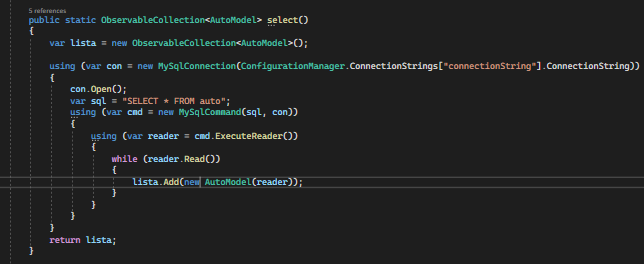 5 references
public static ObservableCollection<AutoModel> select()
{
var lista = new ObservableCollection<AutoModel>();
using (var con = new MySqlConnection(ConfigurationManager.ConnectionStrings["connectionString"].ConnectionString))
{
con.Open();
var sql = "SELECT * FROM auto";
using (var cmd = new MySqlCommand(sql, con))
{
using (var reader = cmd.ExecuteReader())
{
while (reader.Read())
{
lista.Add(new AutoModel(reader));
}
}
}
}
return lista;
}